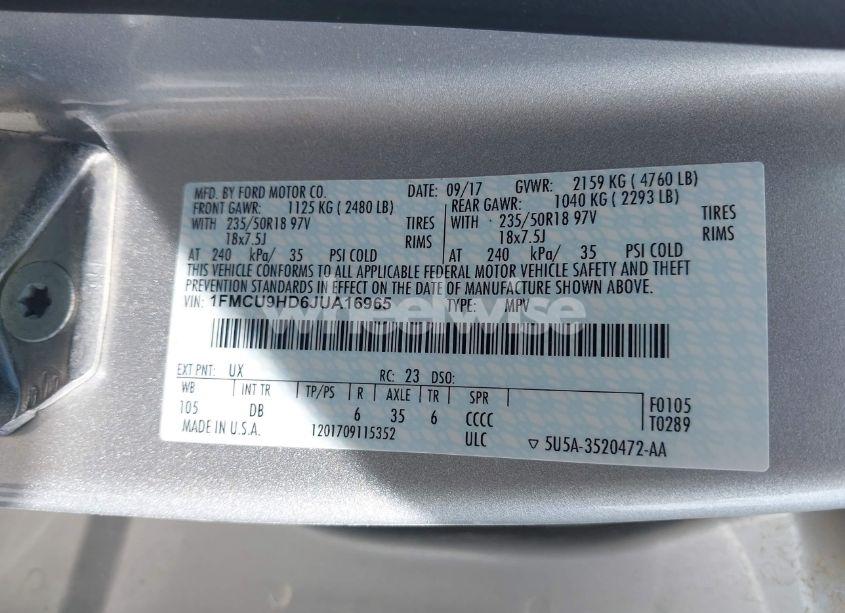 MFD. BY FORD MOTOR CO. DATE: 09/17 GVWR: 2159 KG ( 4760 LB)
FRONT GAWR: 1125 KG ( 2480 LB) REAR GAWR: 1040 KG ( 2293 LB)
WITH 235/50R18 97V TIRES WITH 235/50R18 97V TIRES
18x7.5J RIMS 18x7.5J RIMS
AT 240 kPa/ 35 PSI COLD AT 240 kPa/ 35 PSI COLD
THIS VEHICLE CONFORMS TO ALL APPLICABLE FEDERAL MOTOR VEHICLE SAFETY AND THEFT
PREVENTION STANDARDS IN EFFECT ON THE DATE OF MANUFACTURE SHOWN ABOVE.
VIN: 1FMCU9HD6JUA16965 TYPE: MPV
wheelwise
EXT PNT: UX RC: 23 DSO:
WB INT TR TP/PS R AXLE TR SPR
105 DB 6 35 6 CCCC F0105
MADE IN U.S.A. 1201709115352 ULC T0289
▽ 5U5A-3520472-AA